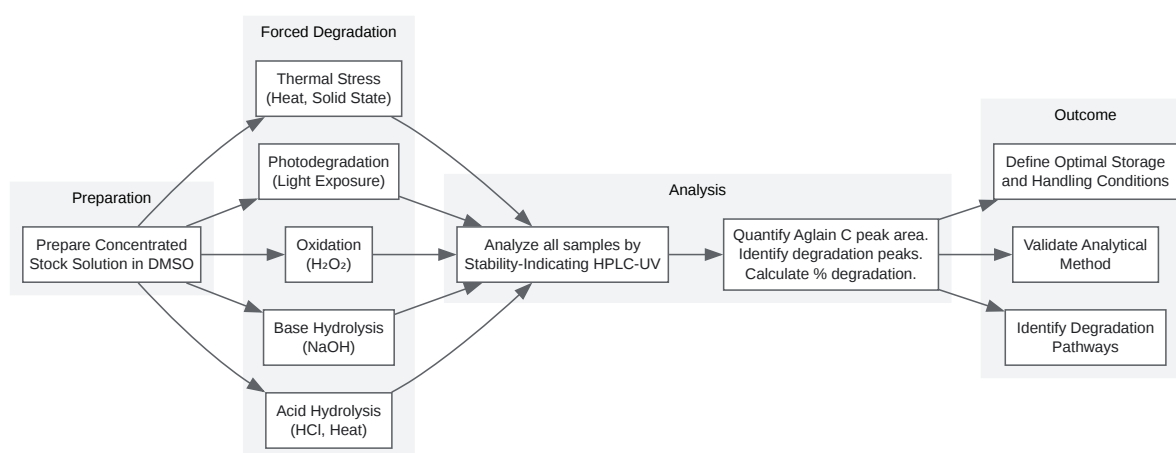 Preparation
Prepare Concentrated
Stock Solution in DMSO
Forced Degradation
Thermal Stress
(Heat, Solid State)
Photodegradation
(Light Exposure)
Oxidation
(H₂O₂)
Base Hydrolysis
(NaOH)
Acid Hydrolysis
(HCl, Heat)
Analysis
Analyze all samples by
Stability-Indicating HPLC-UV
Quantify Aglain C peak area.
Identify degradation peaks.
Calculate % degradation.
Outcome
Define Optimal Storage
and Handling Conditions
Validate Analytical
Method
Identify Degradation
Pathways